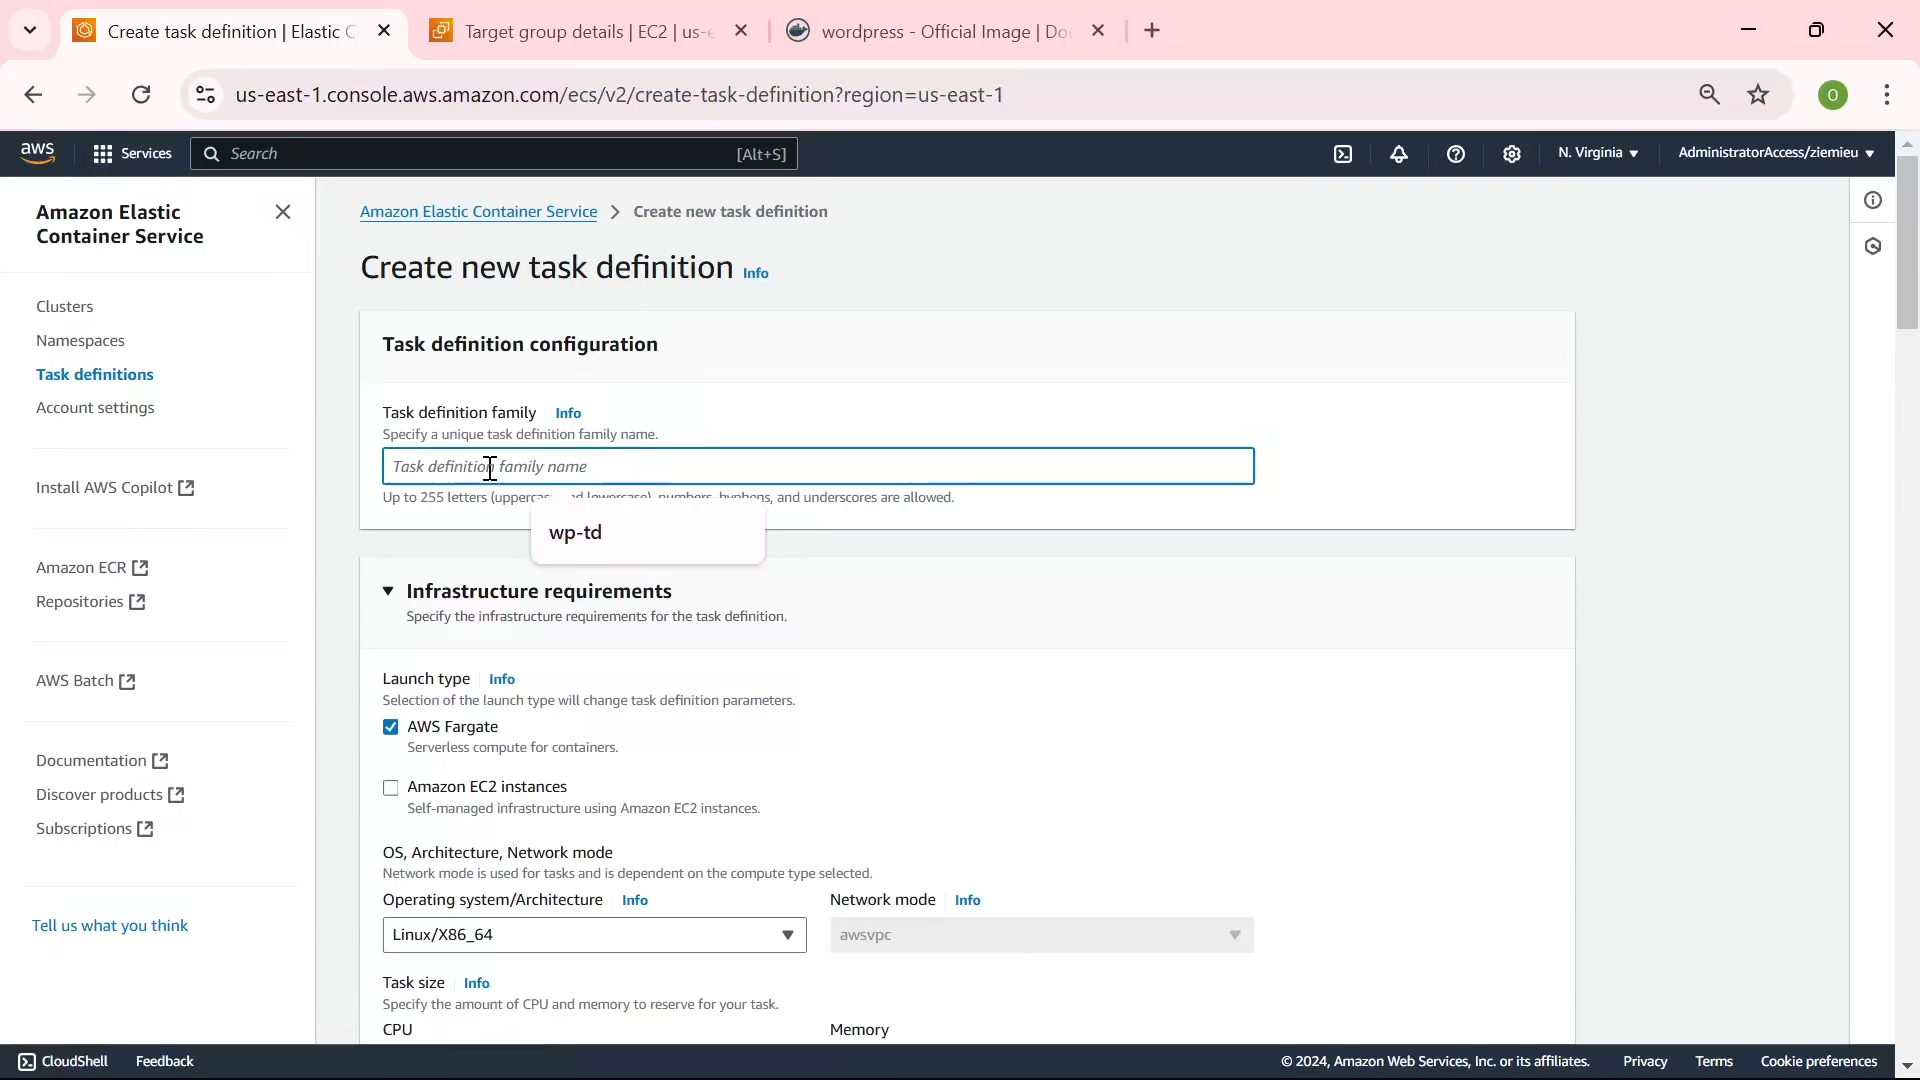 Create task definition | Elastic C
Target group details | EC2 | us-e
wordpress - Official Image | Do
us-east-1.console.aws.amazon.com/ecs/v2/create-task-definition?region=us-east-1
O
aws
Services
Search
[Alt+S]
N. Virginia
AdministratorAccess/ziemieu
Amazon Elastic
Container Service
Clusters
Namespaces
Task definitions
Account settings
Install AWS Copilot
Amazon ECR
Repositories
AWS Batch
Documentation
Discover products
Subscriptions
Tell us what you think
Amazon Elastic Container Service > Create new task definition
Create new task definition Info
Task definition configuration
Task definition family Info
Specify a unique task definition family name.
Task definition family name
Up to 255 letters (uppercase and lowercase), numbers, hyphens, and underscores are allowed.
wp-td
Infrastructure requirements
Specify the infrastructure requirements for the task definition.
Launch type Info
Selection of the launch type will change task definition parameters.
AWS Fargate
Serverless compute for containers.
Amazon EC2 instances
Self-managed infrastructure using Amazon EC2 instances.
OS, Architecture, Network mode
Network mode is used for tasks and is dependent on the compute type selected.
Operating system/Architecture Info
Network mode Info
Linux/X86_64
awsvpc
Task size Info
Specify the amount of CPU and memory to reserve for your task.
CPU
Memory
CloudShell
Feedback
© 2024, Amazon Web Services, Inc. or its affiliates.
Privacy
Terms
Cookie preferences